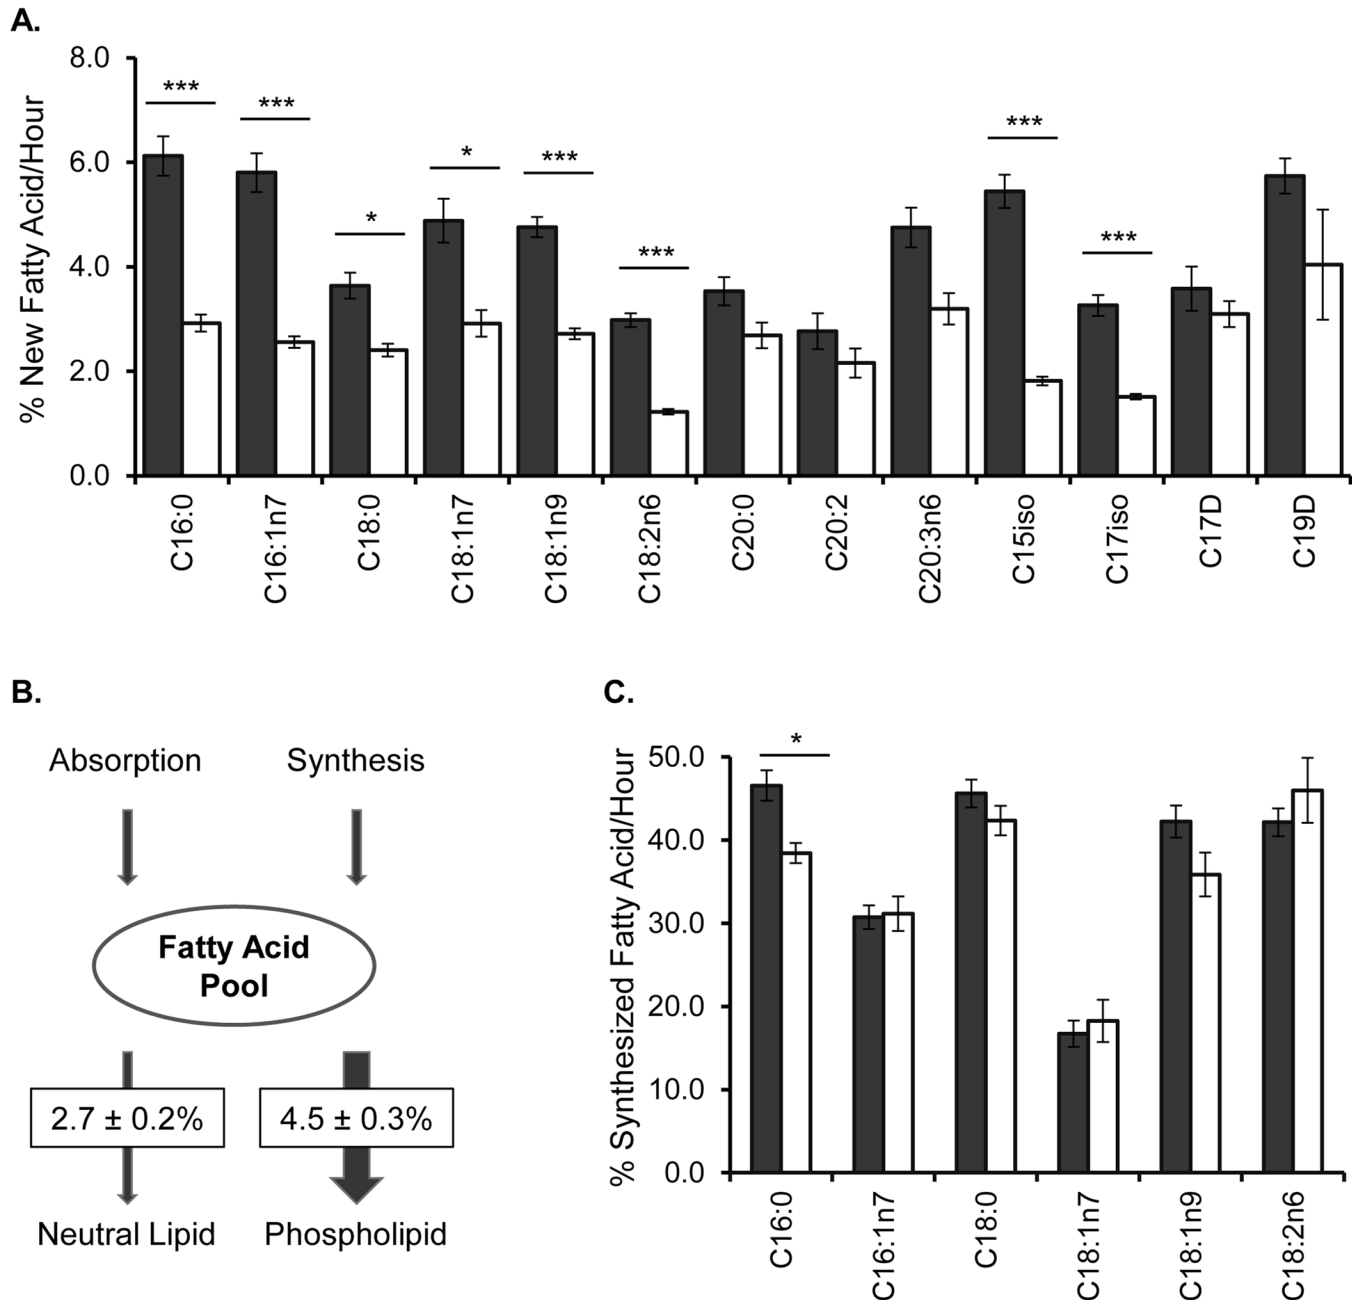 A.
% New Fatty Acid/Hour
8.0
6.0
4.0
2.0
0.0
***
***
*
*
***
***
***
***
C16:0
C16:1n7
C18:0
C18:1n7
C18:1n9
C18:2n6
C20:0
C20:2
C20:3n6
C15iso
C17iso
C17D
C19D
B.
Absorption
Synthesis
Fatty Acid
Pool
2.7 ± 0.2%
4.5 ± 0.3%
Neutral Lipid
Phospholipid
C.
% Synthesized Fatty Acid/Hour
50.0
40.0
30.0
20.0
10.0
0.0
*
C16:0
C16:1n7
C18:0
C18:1n7
C18:1n9
C18:2n6